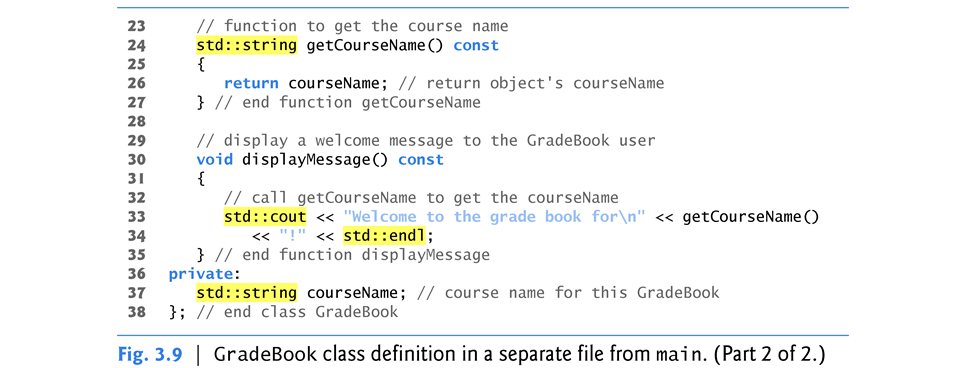 23 // function to get the course name
24 std::string getCourseName() const
25 {
26 return courseName; // return object's courseName
27 } // end function getCourseName
28
29 // display a welcome message to the GradeBook user
30 void displayMessage() const
31 {
32 // call getCourseName to get the courseName
33 std::cout << "Welcome to the grade book for\n" << getCourseName()
34 << "!" << std::endl;
35 } // end function displayMessage
36 private:
37 std::string courseName; // course name for this GradeBook
38 }; // end class GradeBook
Fig. 3.9 | GradeBook class definition in a separate file from main. (Part 2 of 2.)